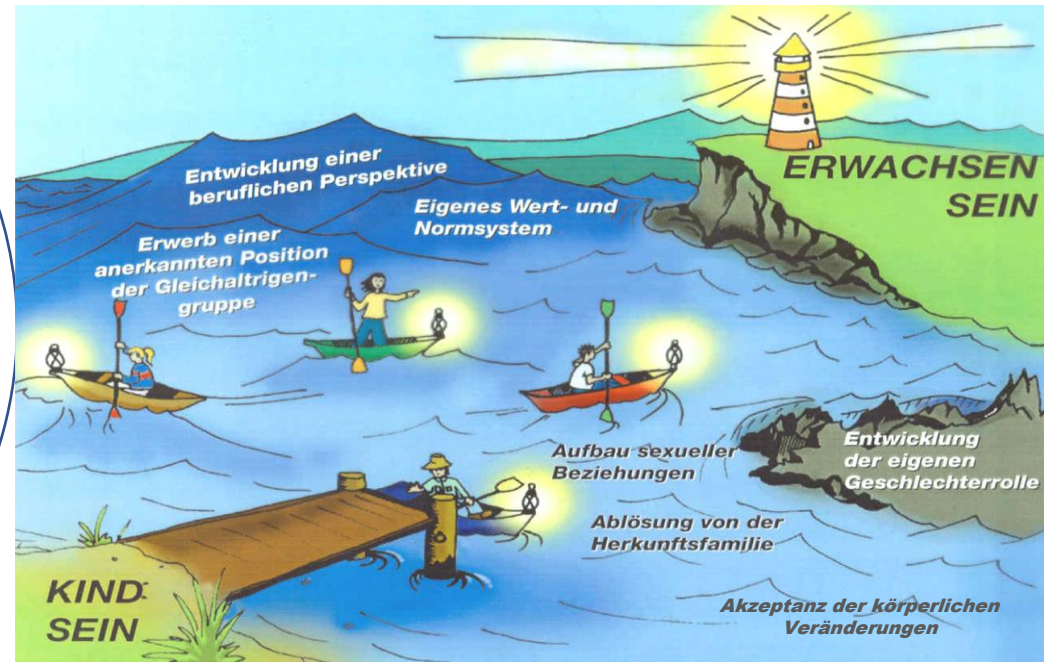 ERWACHSEN
SEIN
Entwicklung einer
beruflichen Perspektive
Eigenes Wert- und
Normsystem
Erwerb einer
anerkannten Position
der Gleichaltrigen-
gruppe
Aufbau sexueller
Beziehungen
Entwicklung
der eigenen
Geschlechterrolle
Ablösung von der
Herkunftsfamilie
KIND-
SEIN
Akzeptanz der körperlichen
Veränderungen